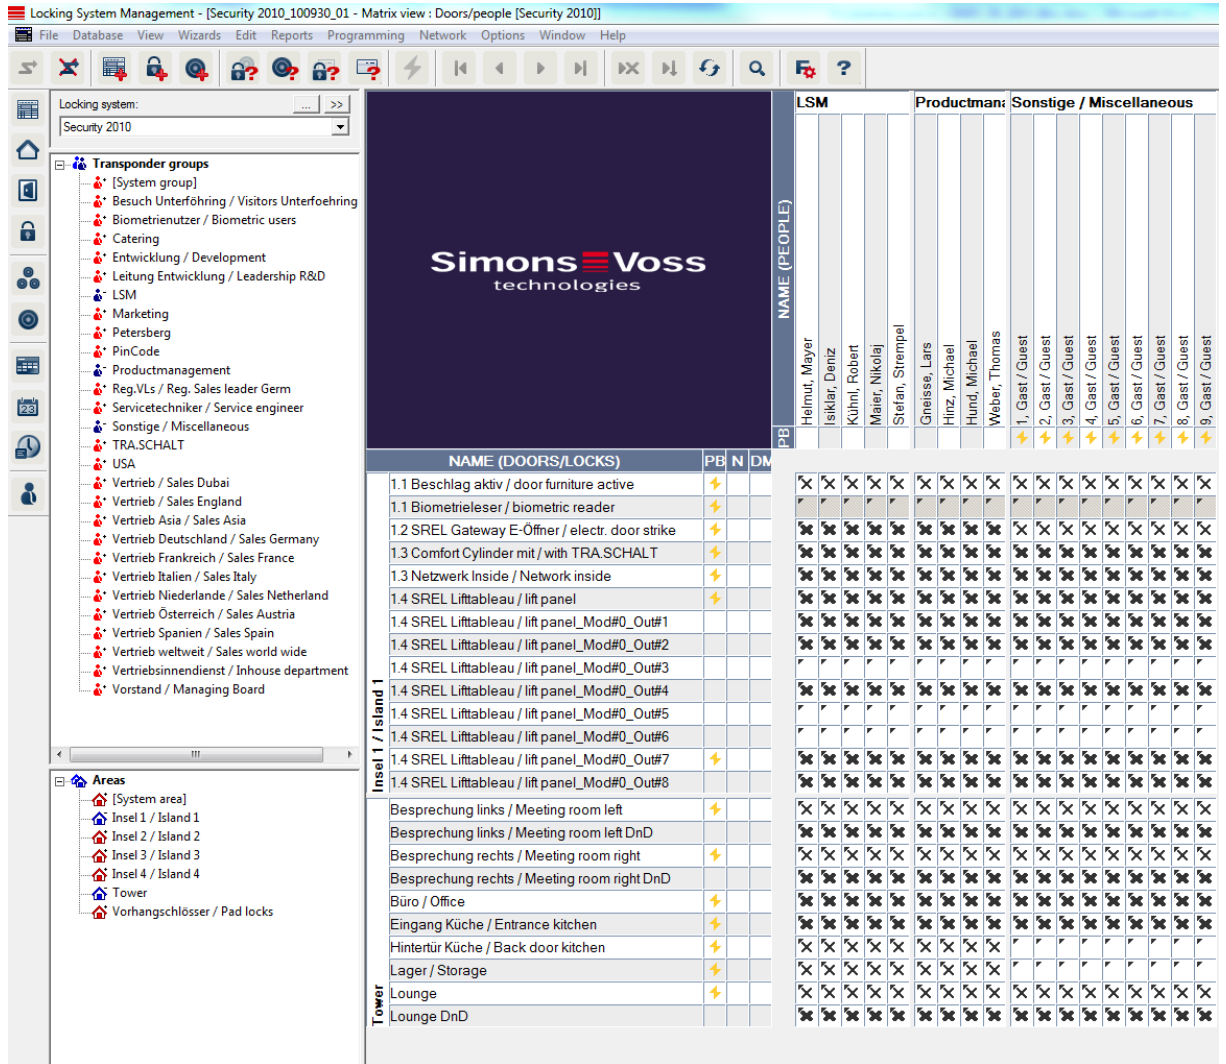 Locking System Management - [Security 2010_100930_01 - Matrix view : Doors/people [Security 2010]]
File Database View Wizards Edit Reports Programming Network Options Window Help
Locking system:
... >>
Security 2010
Transponder groups
[System group]
Besuch Unterföhring / Visitors Unterfoehring
Biometrienutzer / Biometric users
Catering
Entwicklung / Development
Leitung Entwicklung / Leadership R&D
LSM
Marketing
Petersberg
PinCode
Productmanagement
Reg.VLs / Reg. Sales leader Germ
Servicetechniker / Service engineer
Sonstige / Miscellaneous
TRA.SCHALT
USA
Vertrieb / Sales Dubai
Vertrieb / Sales England
Vertrieb Asia / Sales Asia
Vertrieb Deutschland / Sales Germany
Vertrieb Frankreich / Sales France
Vertrieb Italien / Sales Italy
Vertrieb Niederlande / Sales Netherland
Vertrieb Österreich / Sales Austria
Vertrieb Spanien / Sales Spain
Vertrieb weltweit / Sales world wide
Vertriebsinnendienst / Inhouse department
Vorstand / Managing Board
Areas
[System area]
Insel 1 / Island 1
Insel 2 / Island 2
Insel 3 / Island 3
Insel 4 / Island 4
Tower
Vorhangschlösser / Pad locks
Simons Voss
technologies
NAME (PEOPLE)
PB
LSM
Productmana
Sonstige / Miscellaneous
Helmut, Mayer
Isiklar, Deniz
Kühnl, Robert
Maier, Nikolaj
Stefan, Strempel
Gneisse, Lars
Hinz, Michael
Hund, Michael
Weber, Thomas
1, Gast / Guest
2, Gast / Guest
3, Gast / Guest
4, Gast / Guest
5, Gast / Guest
6, Gast / Guest
7, Gast / Guest
8, Gast / Guest
9, Gast / Guest
NAME (DOORS/LOCKS) PB N DM
Insel 1 / Island 1
1.1 Beschlag aktiv / door furniture active
1.1 Biometrieleser / biometric reader
1.2 SREL Gateway E-Öffner / electr. door strike
1.3 Comfort Cylinder mit / with TRA.SCHALT
1.3 Netzwerk Inside / Network inside
1.4 SREL Lifttableau / lift panel
1.4 SREL Lifttableau / lift panel_Mod#0_Out#1
1.4 SREL Lifttableau / lift panel_Mod#0_Out#2
1.4 SREL Lifttableau / lift panel_Mod#0_Out#3
1.4 SREL Lifttableau / lift panel_Mod#0_Out#4
1.4 SREL Lifttableau / lift panel_Mod#0_Out#5
1.4 SREL Lifttableau / lift panel_Mod#0_Out#6
1.4 SREL Lifttableau / lift panel_Mod#0_Out#7
1.4 SREL Lifttableau / lift panel_Mod#0_Out#8
Tower
Besprechung links / Meeting room left
Besprechung links / Meeting room left DnD
Besprechung rechts / Meeting room right
Besprechung rechts / Meeting room right DnD
Büro / Office
Eingang Küche / Entrance kitchen
Hintertür Küche / Back door kitchen
Lager / Storage
Lounge
Lounge DnD